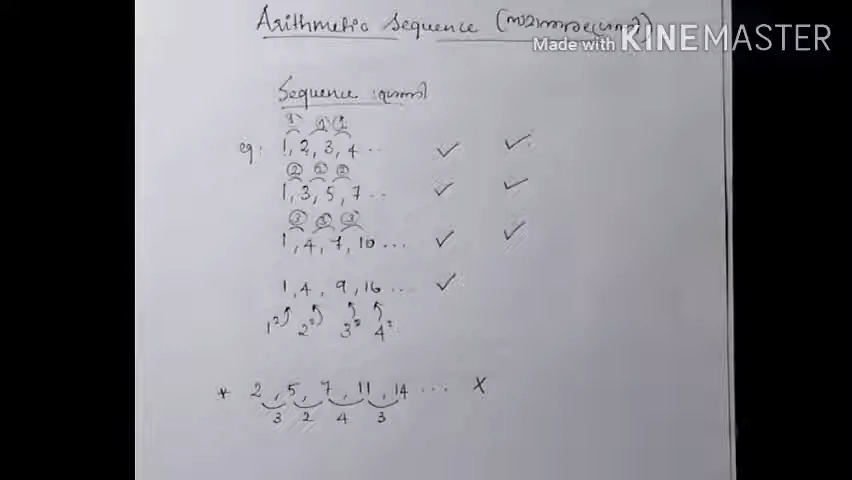 Arithmetic Sequence (സമാന്തരശ്രേണി)
Made with KINEMASTER
Sequence :ശ്രേണി
① ① ①
eg: 1, 2, 3, 4 ... ✓ ✓
② ② ②
1, 3, 5, 7 ... ✓ ✓
③ ③ ③
1, 4, 7, 10 ... ✓ ✓
1, 4, 9, 16 ... ✓
1² 2² 3² 4²
* 2, 5, 7, 11, 14 ... X
3 2 4 3